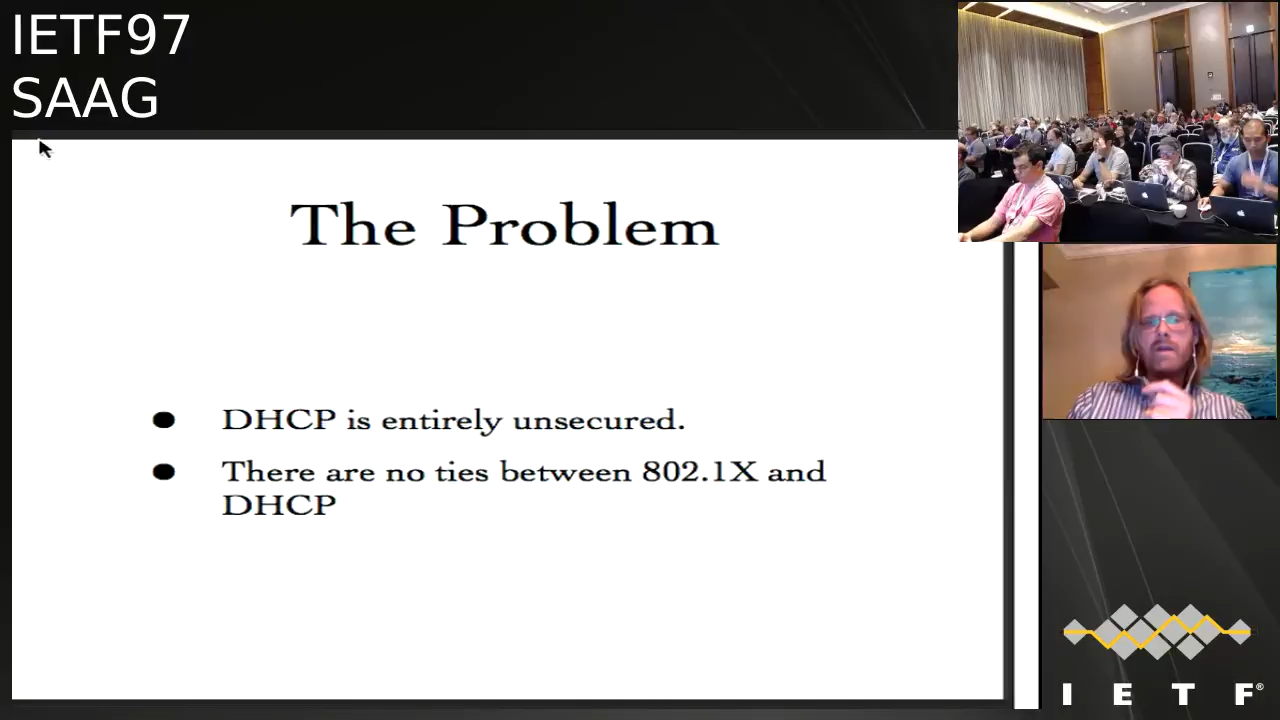 IETF97
SAAG
The Problem
● DHCP is entirely unsecured.
● There are no ties between 802.1X and
DHCP
I E T F®